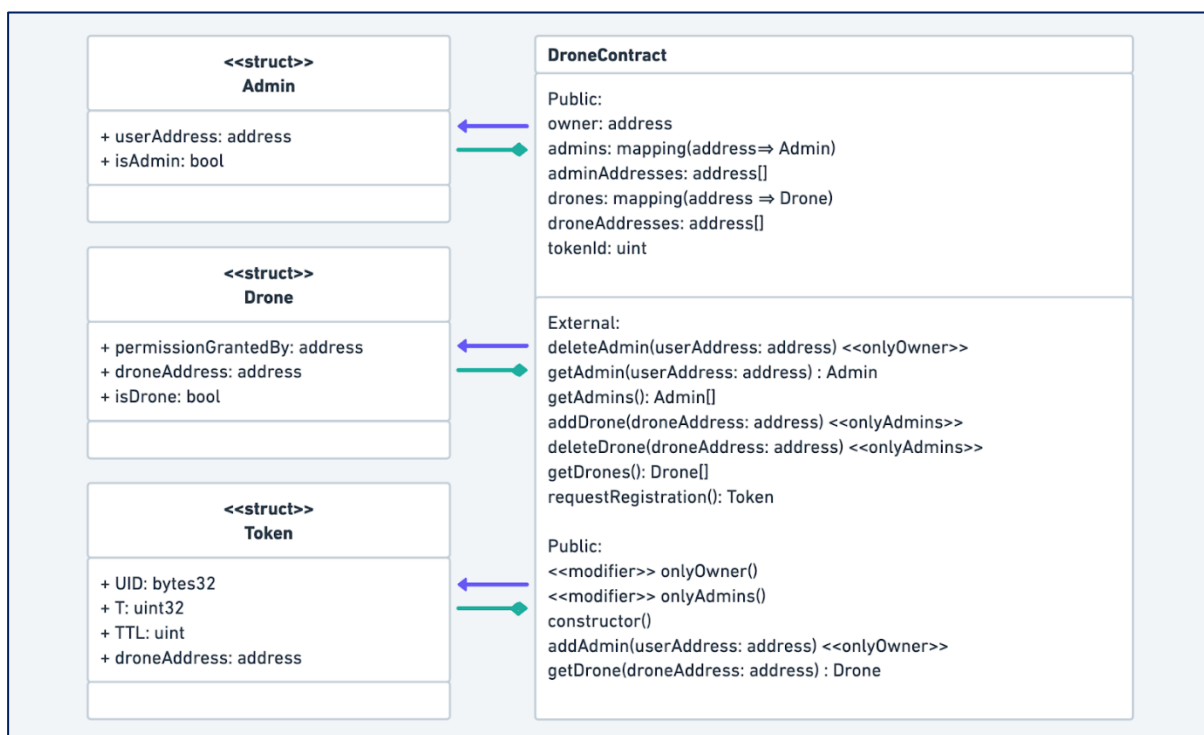 <<struct>>
Admin
+ userAddress: address
+ isAdmin: bool
<<struct>>
Drone
+ permissionGrantedBy: address
+ droneAddress: address
+ isDrone: bool
<<struct>>
Token
+ UID: bytes32
+ T: uint32
+ TTL: uint
+ droneAddress: address
DroneContract
Public:
owner: address
admins: mapping(address⇒ Admin)
adminAddresses: address[]
drones: mapping(address ⇒ Drone)
droneAddresses: address[]
tokenId: uint
External:
deleteAdmin(userAddress: address) <<onlyOwner>>
getAdmin(userAddress: address) : Admin
getAdmins(): Admin[]
addDrone(droneAddress: address) <<onlyAdmins>>
deleteDrone(droneAddress: address) <<onlyAdmins>>
getDrones(): Drone[]
requestRegistration(): Token
Public:
<<modifier>> onlyOwner()
<<modifier>> onlyAdmins()
constructor()
addAdmin(userAddress: address) <<onlyOwner>>
getDrone(droneAddress: address) : Drone